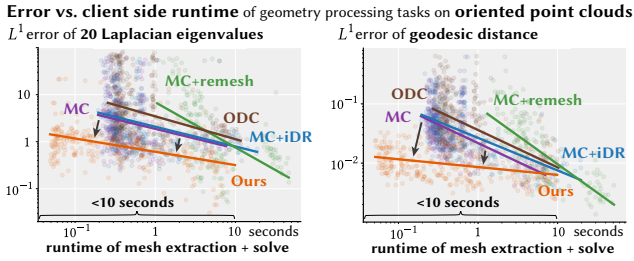 Error vs. client side runtime of geometry processing tasks on oriented point clouds
L¹ error of 20 Laplacian eigenvalues
10
1
10⁻¹
MC+remesh
MC
ODC
MC+iDR
Ours
<10 seconds
10⁻¹ 1 10 seconds
runtime of mesh extraction + solve
L¹ error of geodesic distance
10⁻¹
10⁻²
ODC
MC+remesh
MC
MC+iDR
Ours
<10 seconds
10⁻¹ 1 10 seconds
runtime of mesh extraction + solve